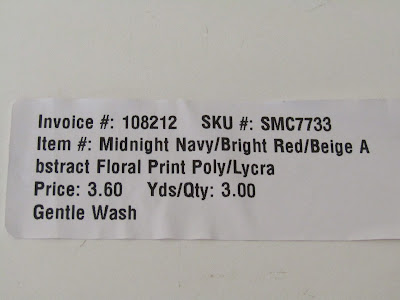 Invoice #: 108212 SKU #: SMC7733
Item #: Midnight Navy/Bright Red/Beige A
bstract Floral Print Poly/Lycra
Price: 3.60 Yds/Qty: 3.00
Gentle Wash